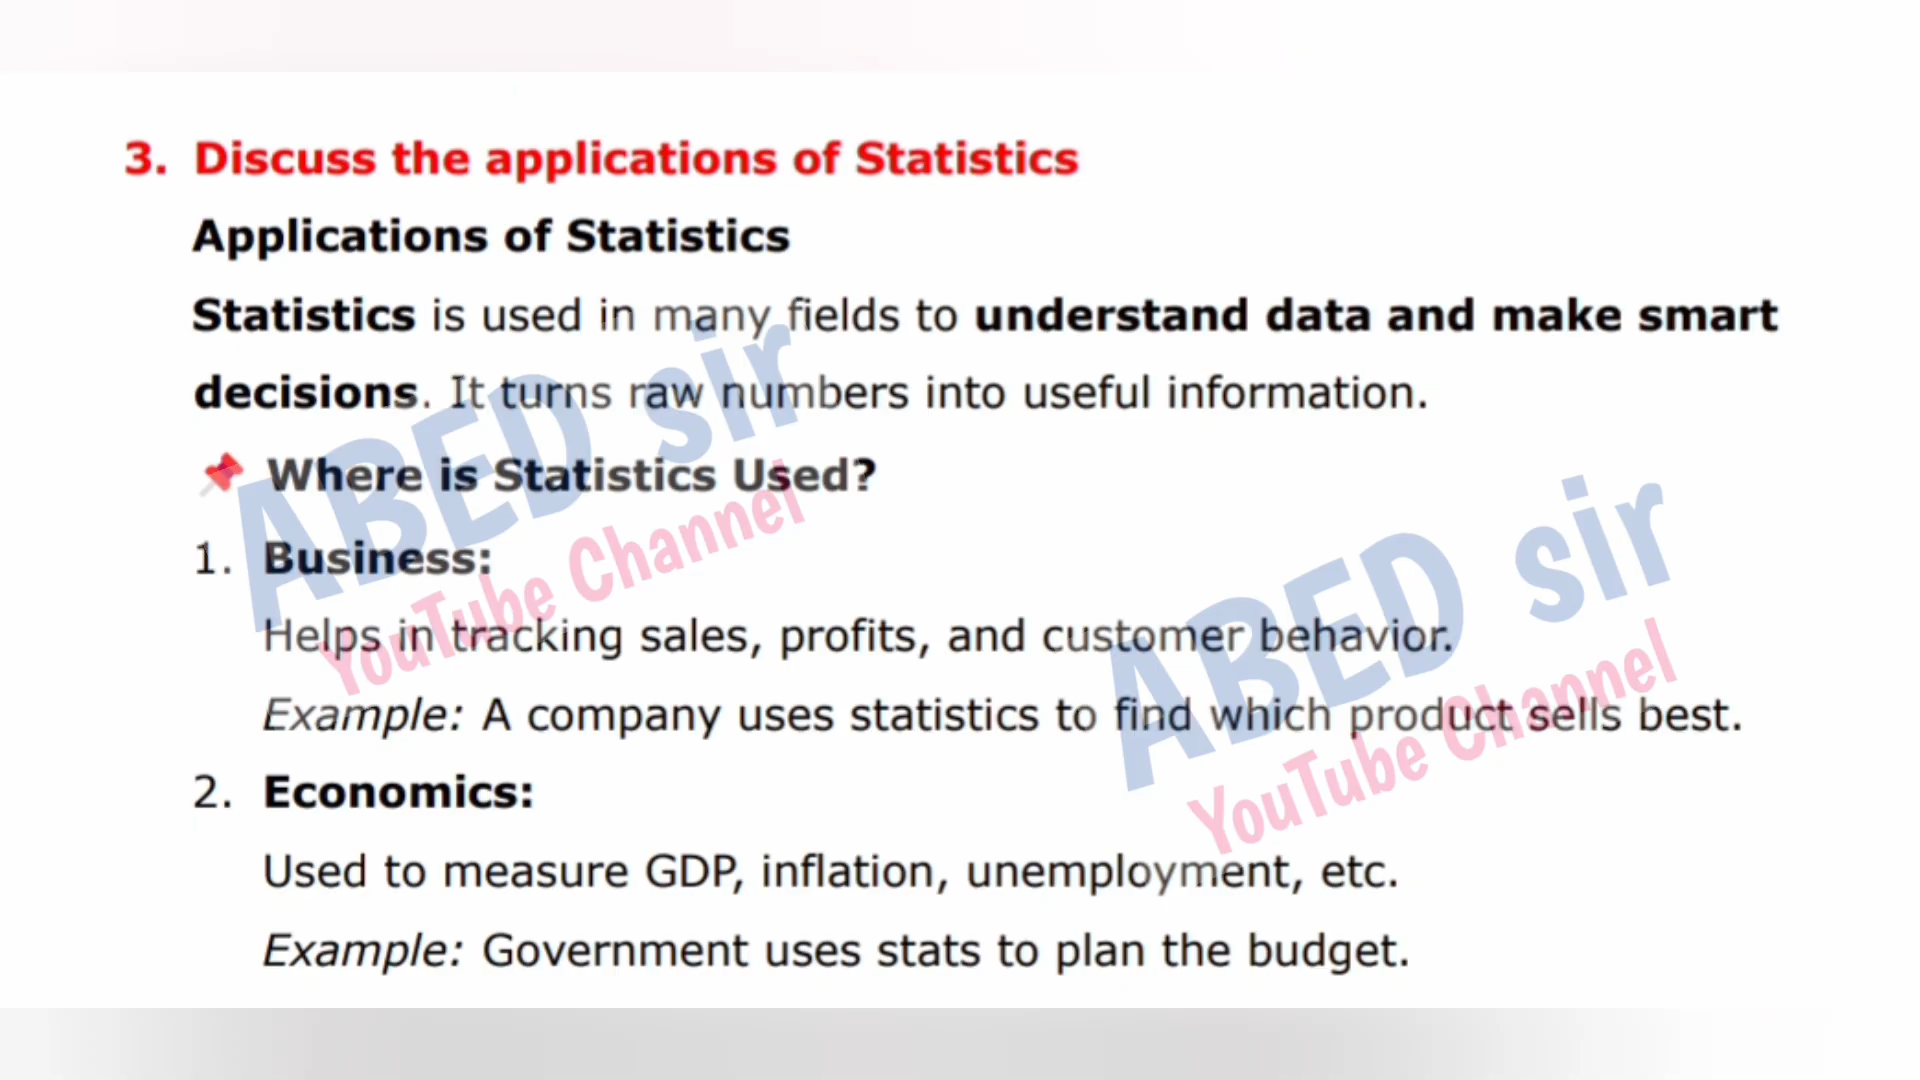 3. Discuss the applications of Statistics
Applications of Statistics
Statistics is used in many fields to understand data and make smart
decisions. It turns raw numbers into useful information.
📌 Where is Statistics Used?
1. Business:
Helps in tracking sales, profits, and customer behavior.
Example: A company uses statistics to find which product sells best.
2. Economics:
Used to measure GDP, inflation, unemployment, etc.
Example: Government uses stats to plan the budget.
ABED sir
YouTube Channel
ABED sir
YouTube Channel